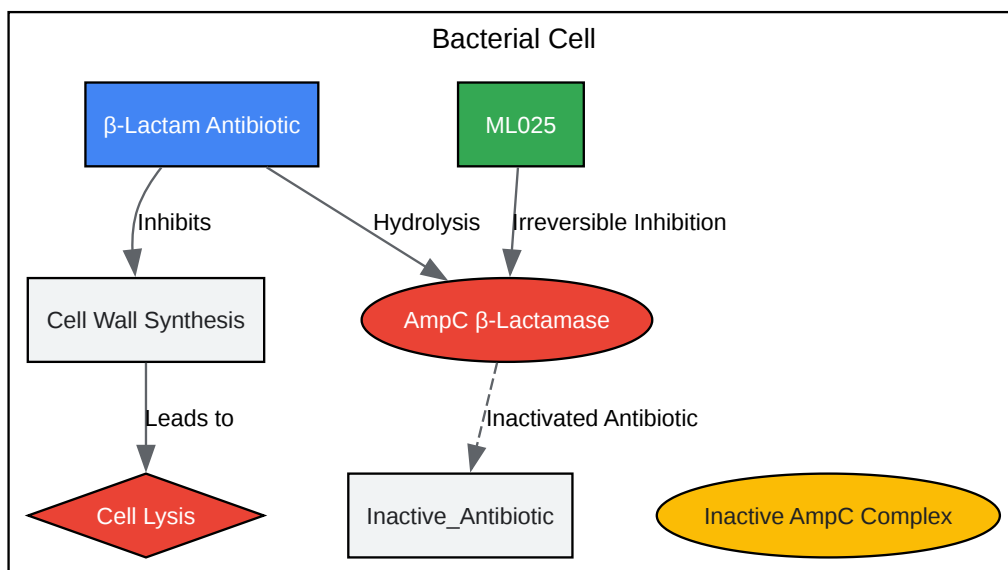 Bacterial Cell
β-Lactam Antibiotic
ML025
Inhibits
Hydrolysis
Irreversible Inhibition
Cell Wall Synthesis
AmpC β-Lactamase
Leads to
Inactivated Antibiotic
Cell Lysis
Inactive_Antibiotic
Inactive AmpC Complex